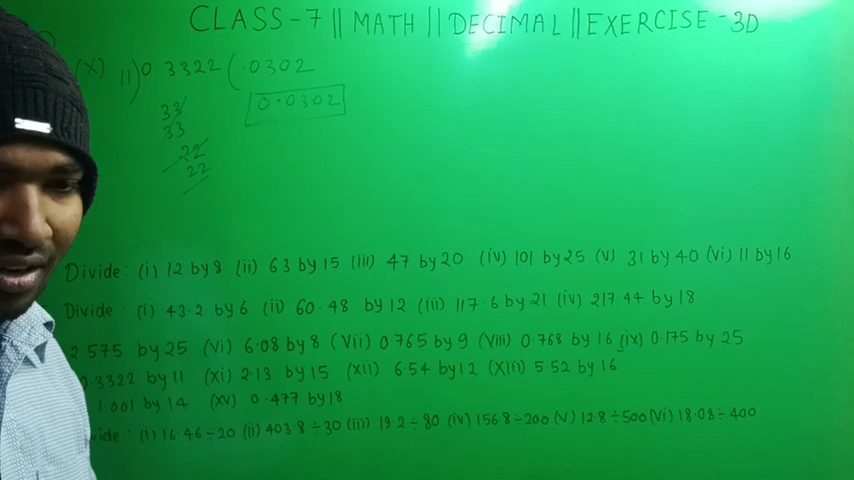 CLASS-7 || MATH || DECIMAL || EXERCISE-3D
(x) 11)0.3322(.0302
33
33
22
22
0.0302
Divide: (i) 12 by 8 (ii) 63 by 15 (iii) 47 by 20 (iv) 101 by 25 (v) 31 by 40 (vi) 11 by 16
Divide: (i) 43.2 by 6 (ii) 60.48 by 12 (iii) 117.6 by 21 (iv) 217.44 by 18
2.575 by 25 (vi) 6.08 by 8 (vii) 0.765 by 9 (viii) 0.768 by 16 (ix) 0.175 by 25
0.3322 by 11 (xi) 2.13 by 15 (xii) 6.54 by 12 (xiii) 5.52 by 16
1.001 by 14 (xv) 0.477 by 18
vide: (i) 16.46÷20 (ii) 403.8÷30 (iii) 19.2÷80 (iv) 156.8÷200 (v) 12.8÷500 (vi) 18.08÷400